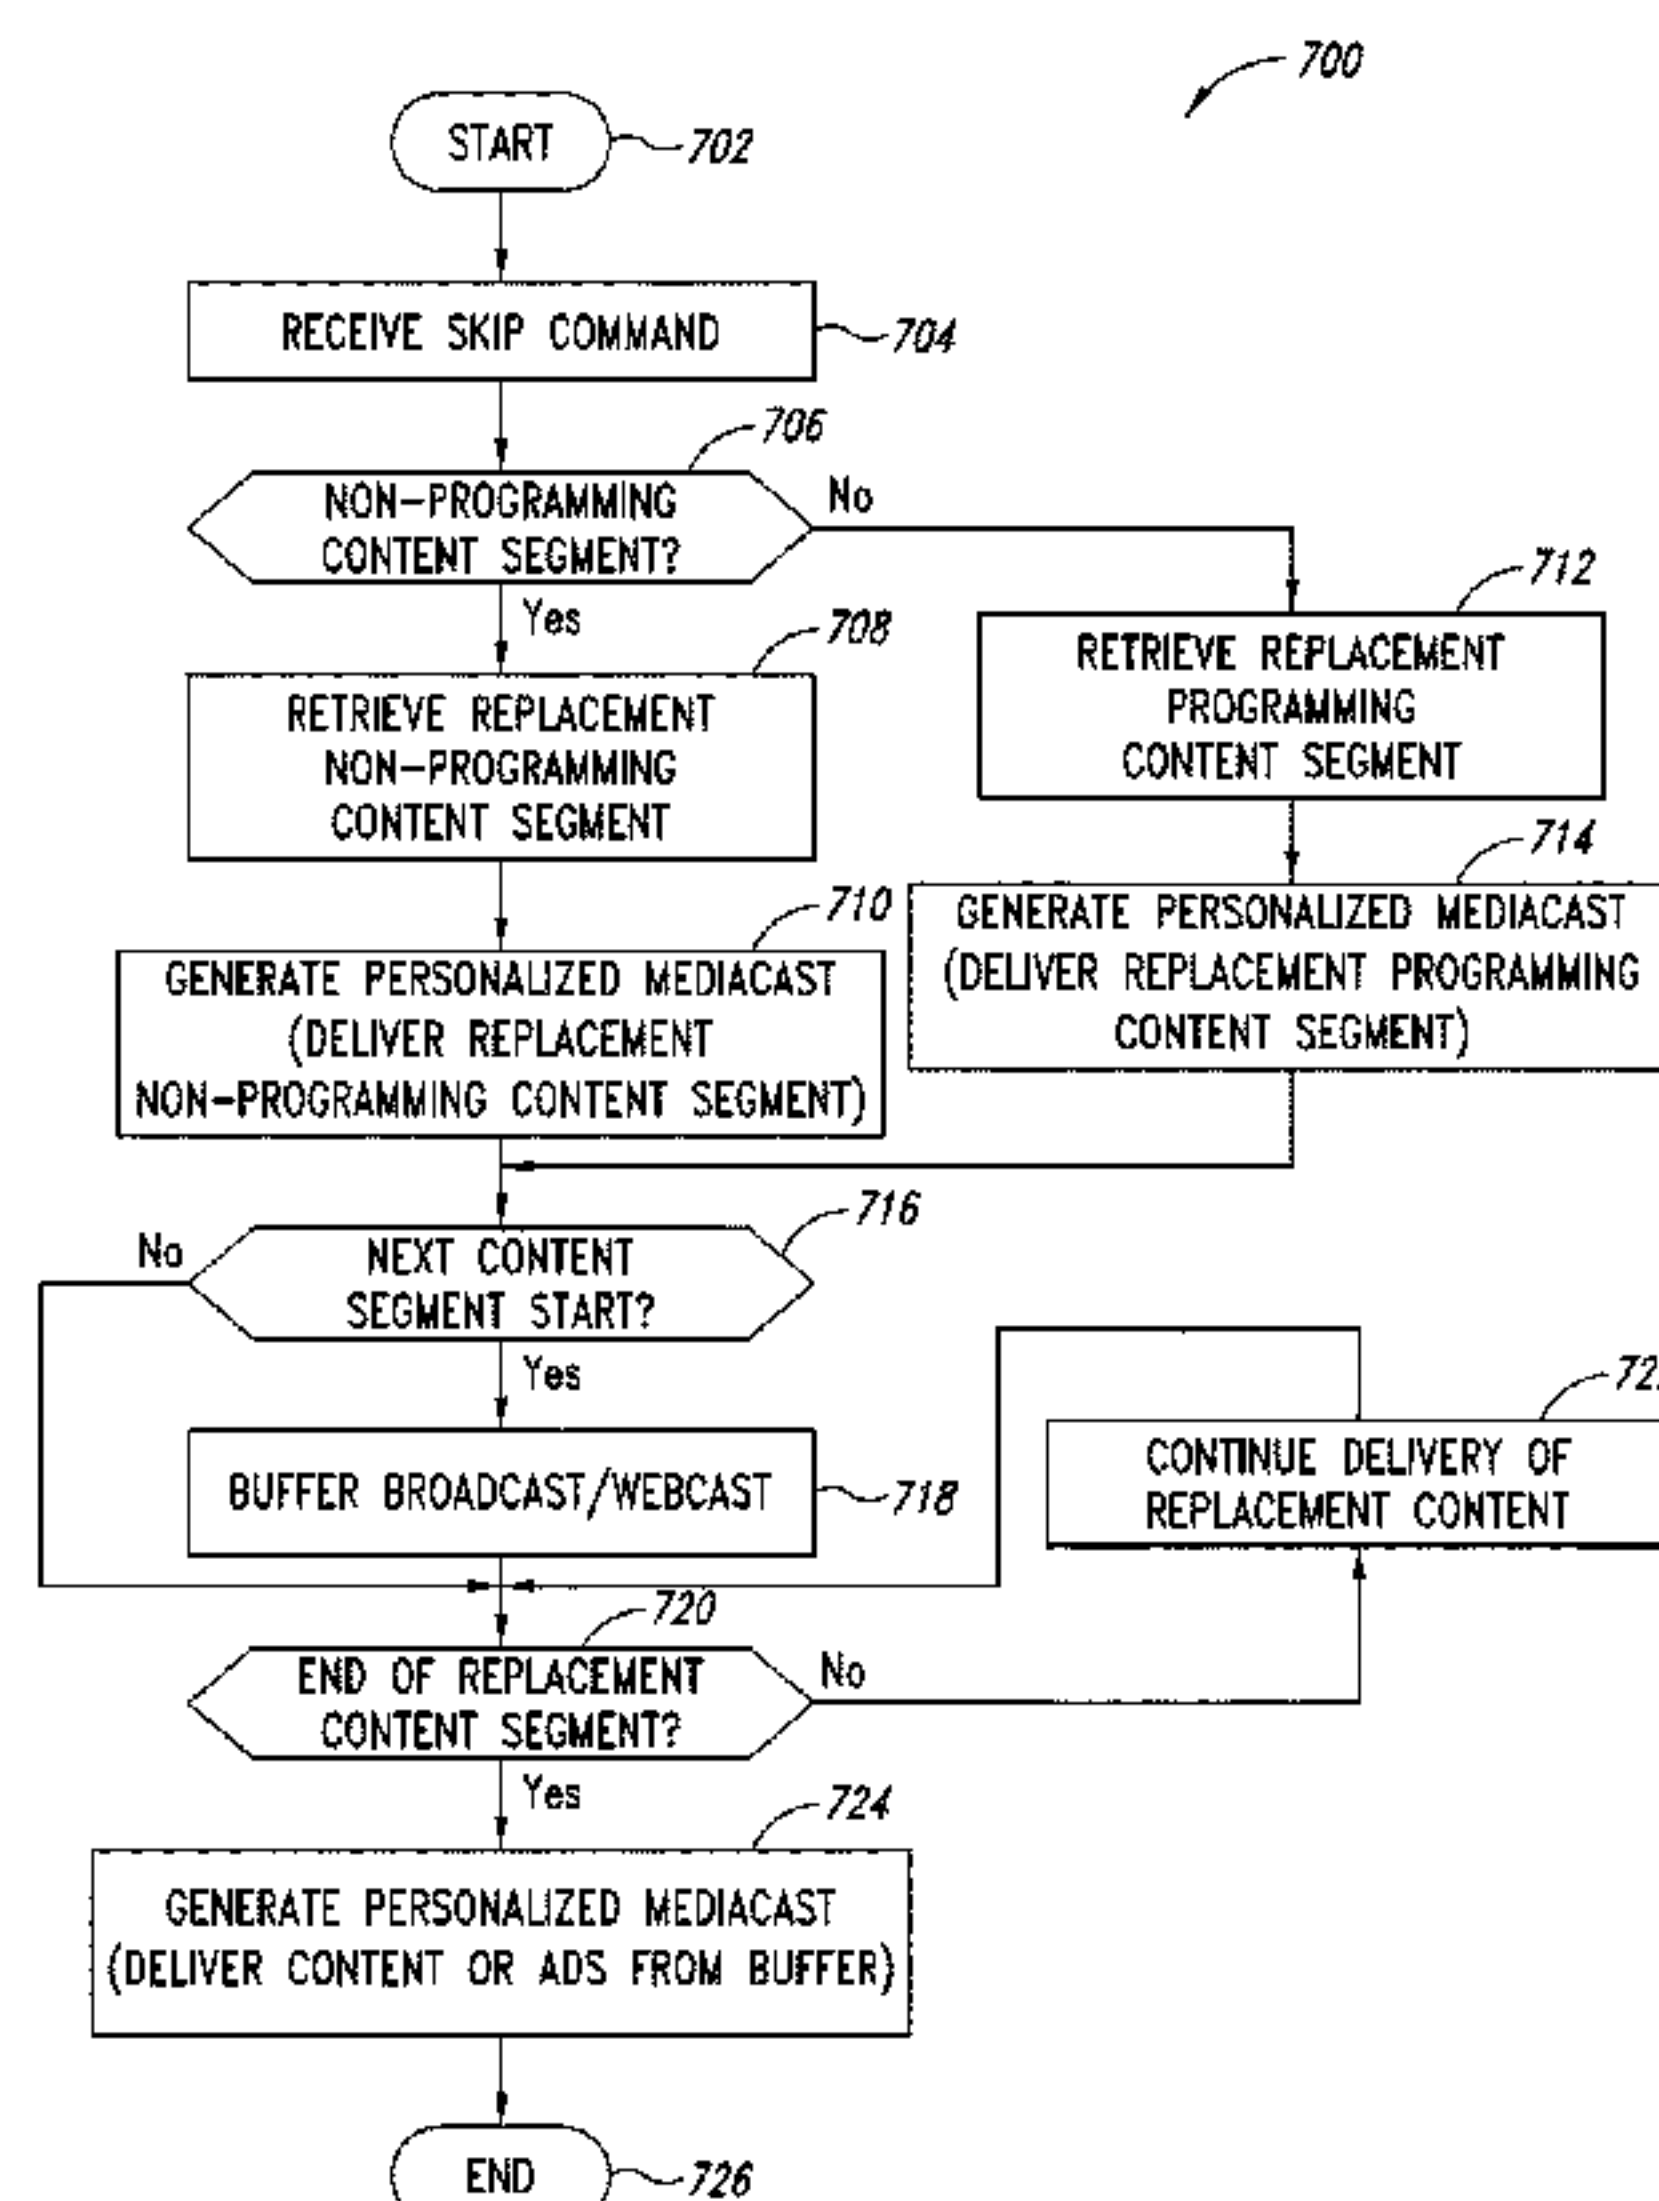 700
START
702
RECEIVE SKIP COMMAND
704
706
NON-PROGRAMMING
CONTENT SEGMENT?
No
Yes
712
RETRIEVE REPLACEMENT
PROGRAMMING
CONTENT SEGMENT
708
RETRIEVE REPLACEMENT
NON-PROGRAMMING
CONTENT SEGMENT
714
GENERATE PERSONALIZED MEDIACAST
(DELIVER REPLACEMENT PROGRAMMING
CONTENT SEGMENT)
710
GENERATE PERSONALIZED MEDIACAST
(DELIVER REPLACEMENT
NON-PROGRAMMING CONTENT SEGMENT)
716
No
NEXT CONTENT
SEGMENT START?
Yes
BUFFER BROADCAST/WEBCAST
718
CONTINUE DELIVERY OF
REPLACEMENT CONTENT
720
END OF REPLACEMENT
CONTENT SEGMENT?
No
Yes
724
GENERATE PERSONALIZED MEDIACAST
(DELIVER CONTENT OR ADS FROM BUFFER)
END
726